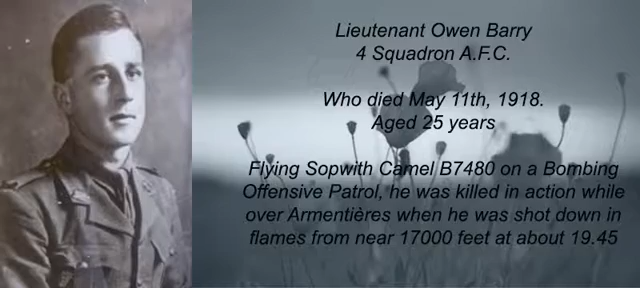 Lieutenant Owen Barry
4 Squadron A.F.C.
Who died May 11th, 1918.
Aged 25 years
Flying Sopwith Camel B7480 on a Bombing
Offensive Patrol, he was killed in action while
over Armentières when he was shot down in
flames from near 17000 feet at about 19.45